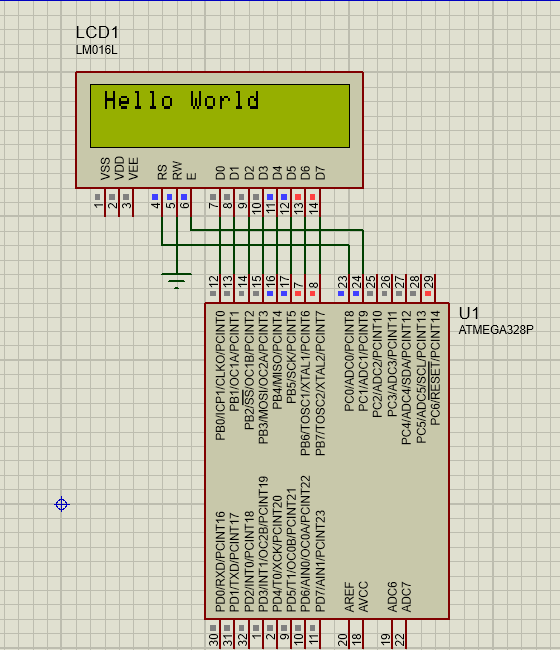 LCD1
LM016L
Hello World
VSS
VDD
VEE
RS
RW
E
D0
D1
D2
D3
D4
D5
D6
D7
1
2
3
4
5
6
7
8
9
10
11
12
13
14
12
13
14
15
16
17
7
8
23
24
25
26
27
28
29
U1
ATMEGA328P
PB0/ICP1/CLKO/PCINT0
PB1/OC1A/PCINT1
PB2/SS/OC1B/PCINT2
PB3/MOSI/OC2A/PCINT3
PB4/MISO/PCINT4
PB5/SCK/PCINT5
PB6/TOSC1/XTAL1/PCINT6
PB7/TOSC2/XTAL2/PCINT7
PC0/ADC0/PCINT8
PC1/ADC1/PCINT9
PC2/ADC2/PCINT10
PC3/ADC3/PCINT11
PC4/ADC4/SDA/PCINT12
PC5/ADC5/SCL/PCINT13
PC6/RESET/PCINT14
PD0/RXD/PCINT16
PD1/TXD/PCINT17
PD2/INT0/PCINT18
PD3/INT1/OC2B/PCINT19
PD4/T0/XCK/PCINT20
PD5/T1/OC0B/PCINT21
PD6/AIN0/OC0A/PCINT22
PD7/AIN1/PCINT23
AREF
AVCC
ADC6
ADC7
30
31
32
1
2
9
10
11
20
18
19
22